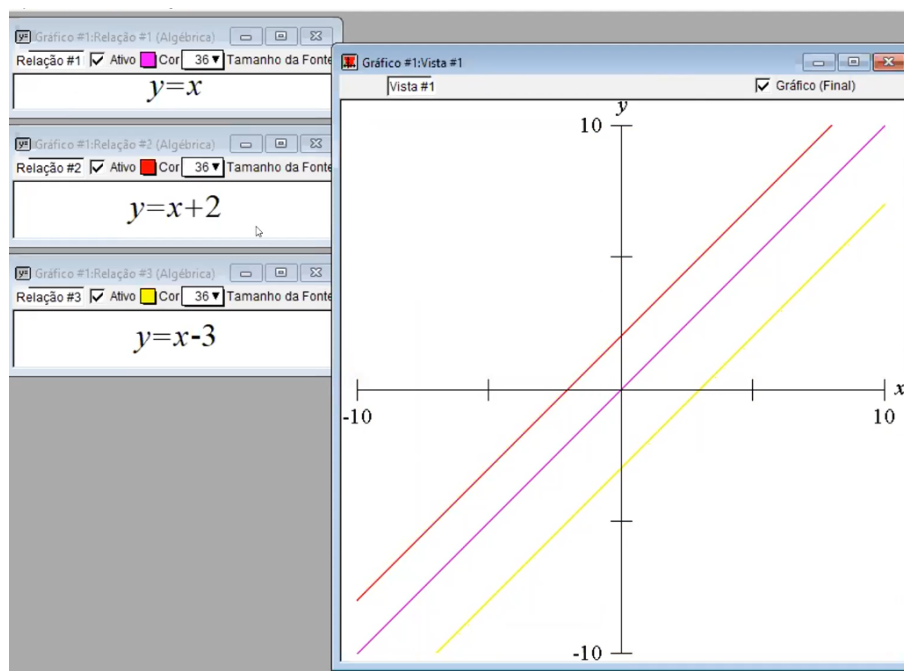 Gráfico #1:Relação #1 (Algébrica)
Relação #1 Ativo Cor 36 Tamanho da Fonte
y=x
Gráfico #1:Relação #2 (Algébrica)
Relação #2 Ativo Cor 36 Tamanho da Fonte
y=x+2
Gráfico #1:Relação #3 (Algébrica)
Relação #3 Ativo Cor 36 Tamanho da Fonte
y=x-3
Gráfico #1:Vista #1
Vista #1 Gráfico (Final)
y
10
x
-10 10
-10